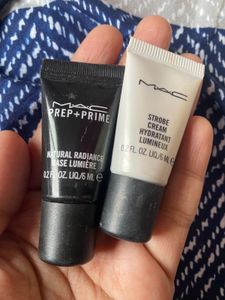 MAC
PREP+PRIME
NATURAL RADIANCE
BASE LUMIÈRE
0.2 FL. OZ. LIQ./6 ML ℮
MAC
STROBE
CREAM
HYDRATANT
LUMINEUX
0.2 FL. OZ. LIQ./6 ML ℮